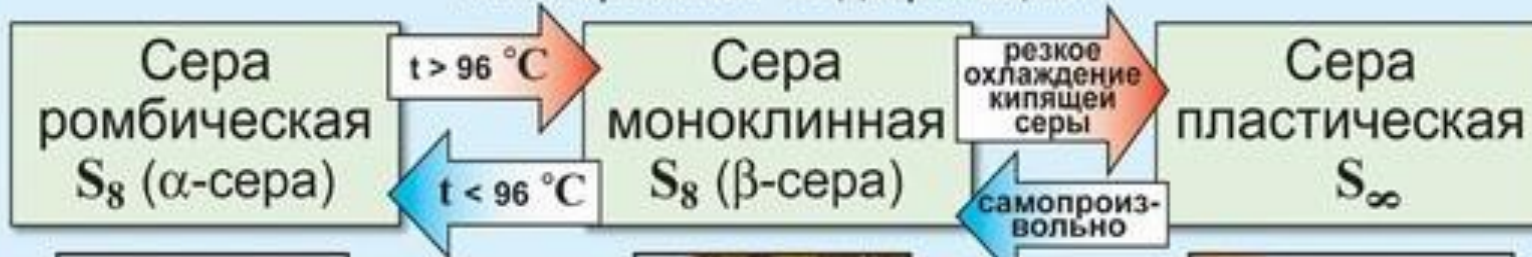 Сера
ромбическая
S₈ (α-сера)
t > 96 °C
t < 96 °C
Сера
моноклинная
S₈ (β-сера)
резкое
охлаждение
кипящей
серы
самопроиз-
вольно
Сера
пластическая
S∞